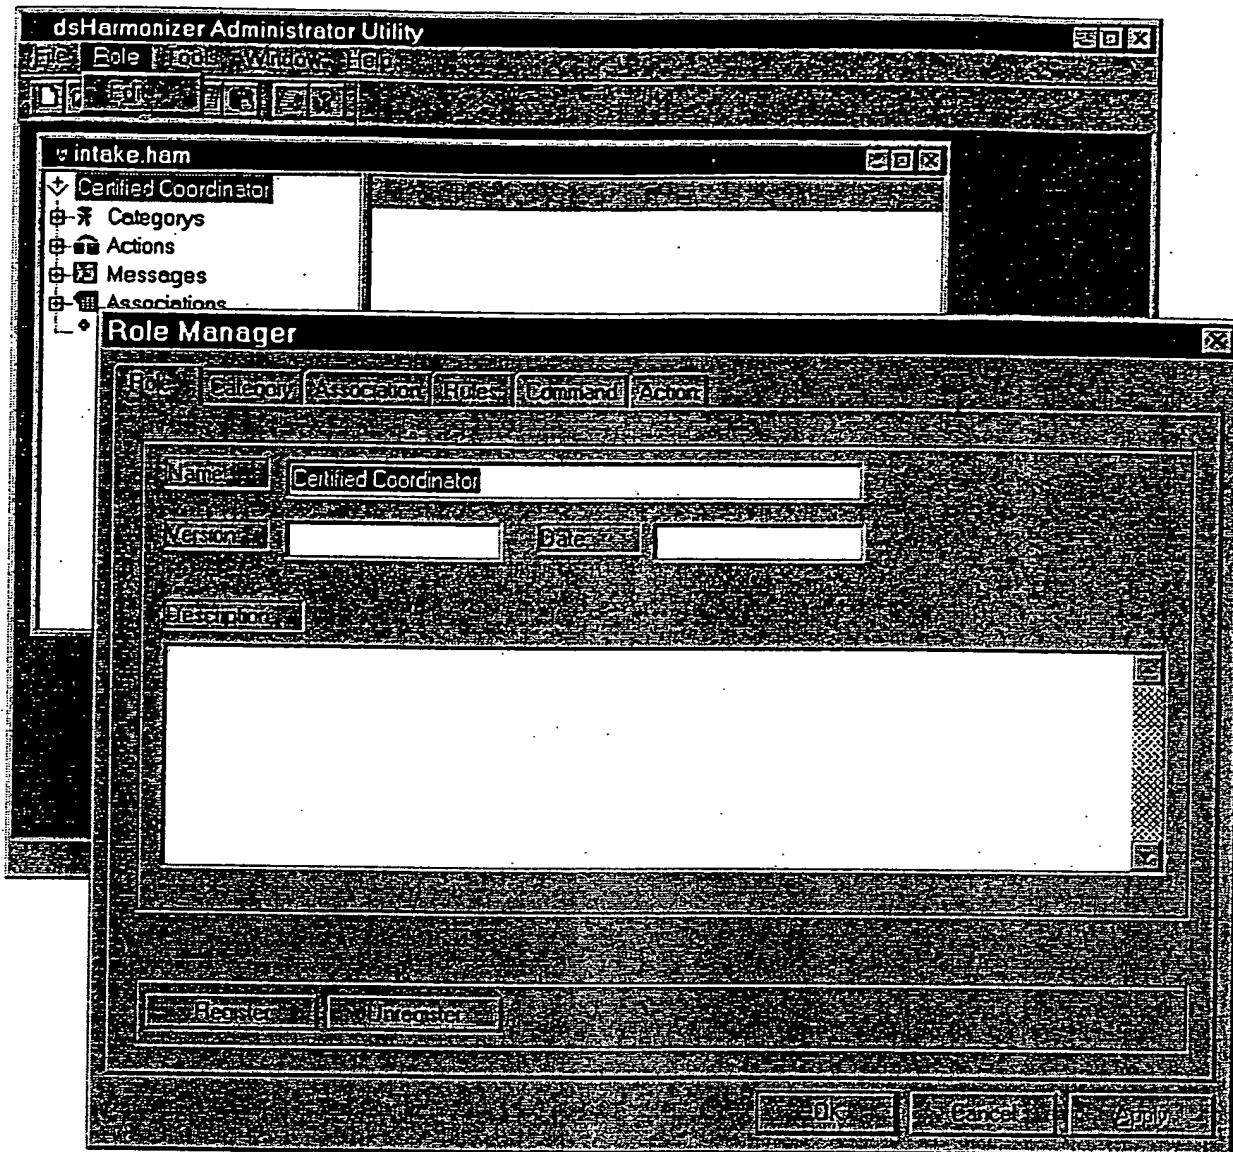 dsHarmonizer Administrator Utility
File Role Tools Window Help
Edit
intake.ham
Certified Coordinator
Categorys
Actions
Messages
Associations
Role Manager
Role Category Association Rules Command Action
Name: Certified Coordinator
Version: Date:
Description:
Register Unregister
Ok Cancel Apply